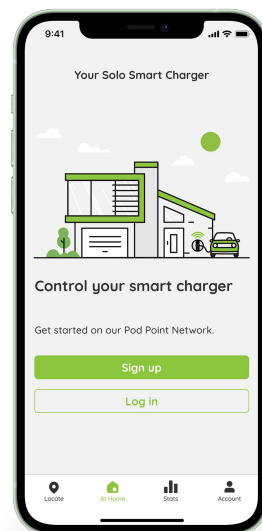 9:41
Your Solo Smart Charger
Control your smart charger
Get started on our Pod Point Network.
Sign up
Log in
Locate
At Home
Stats
Account